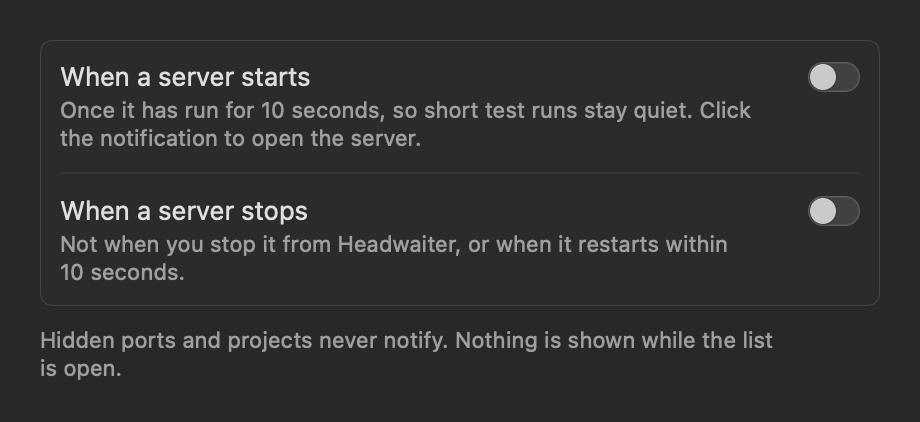 When a server starts
Once it has run for 10 seconds, so short test runs stay quiet. Click
the notification to open the server.
When a server stops
Not when you stop it from Headwaiter, or when it restarts within
10 seconds.
Hidden ports and projects never notify. Nothing is shown while the list
is open.